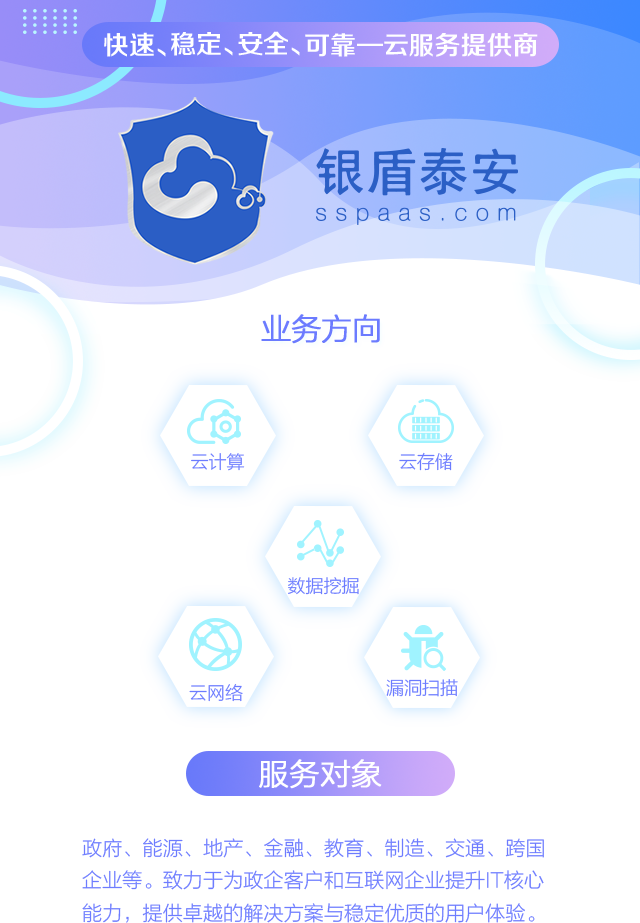 快速、稳定、安全、可靠—云服务提供商
银盾泰安
sspaas.com
业务方向
云计算
云存储
数据挖掘
云网络
漏洞扫描
服务对象
政府、能源、地产、金融、教育、制造、交通、跨国
企业等。致力于为政企客户和互联网企业提升IT核心
能力，提供卓越的解决方案与稳定优质的用户体验。